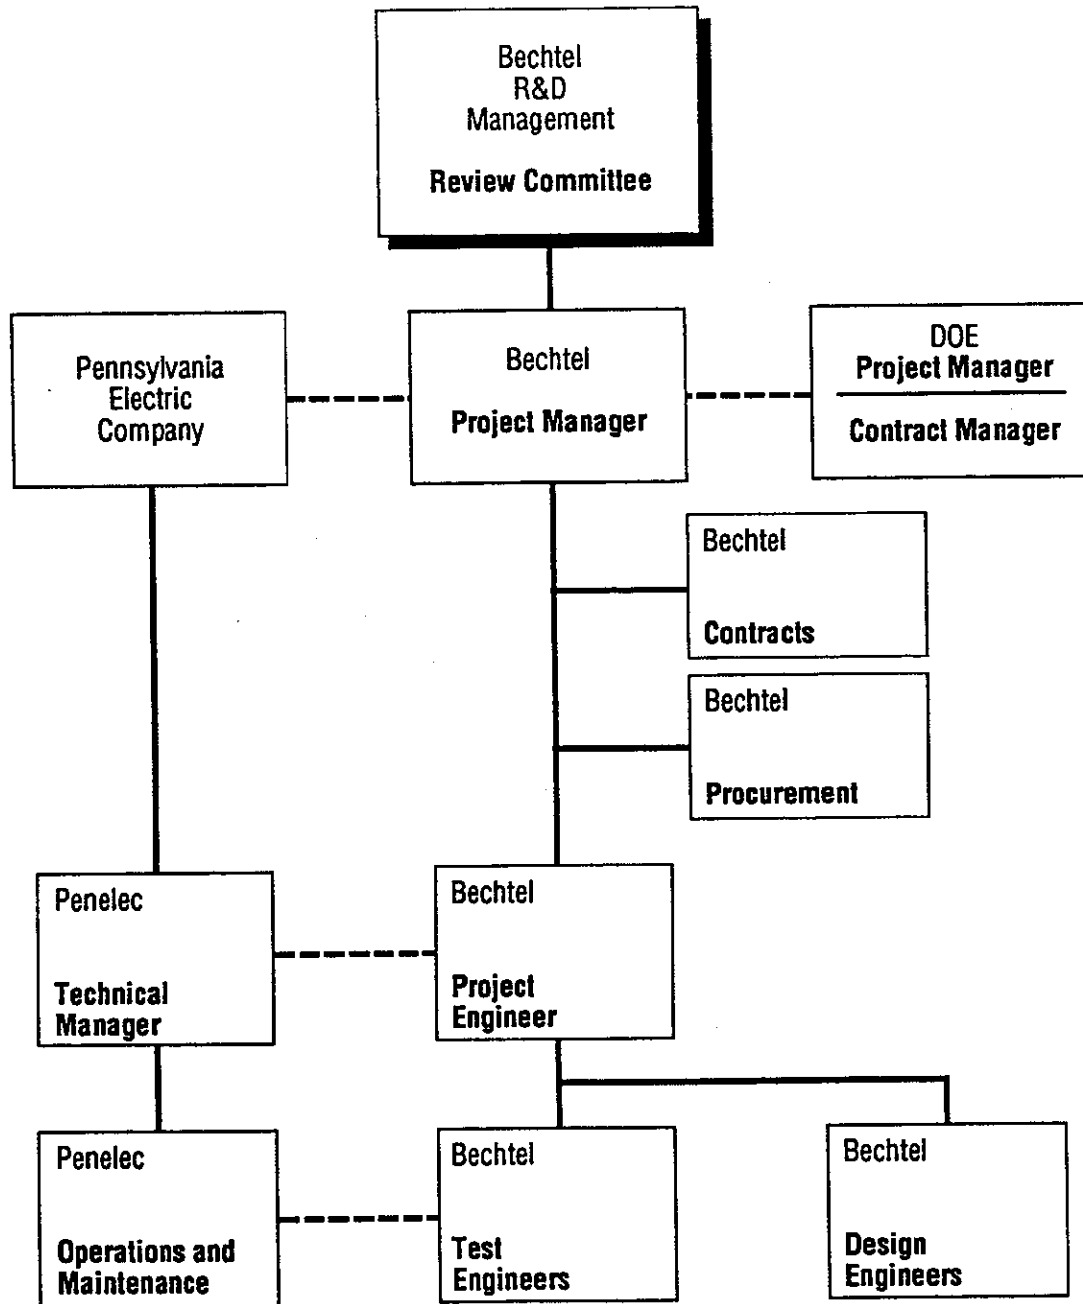 Bechtel
R&D
Management
Review Committee
Pennsylvania
Electric
Company
Bechtel
Project Manager
DOE
Project Manager
Contract Manager
Bechtel
Contracts
Bechtel
Procurement
Penelec
Technical
Manager
Bechtel
Project
Engineer
Penelec
Operations and
Maintenance
Bechtel
Test
Engineers
Bechtel
Design
Engineers